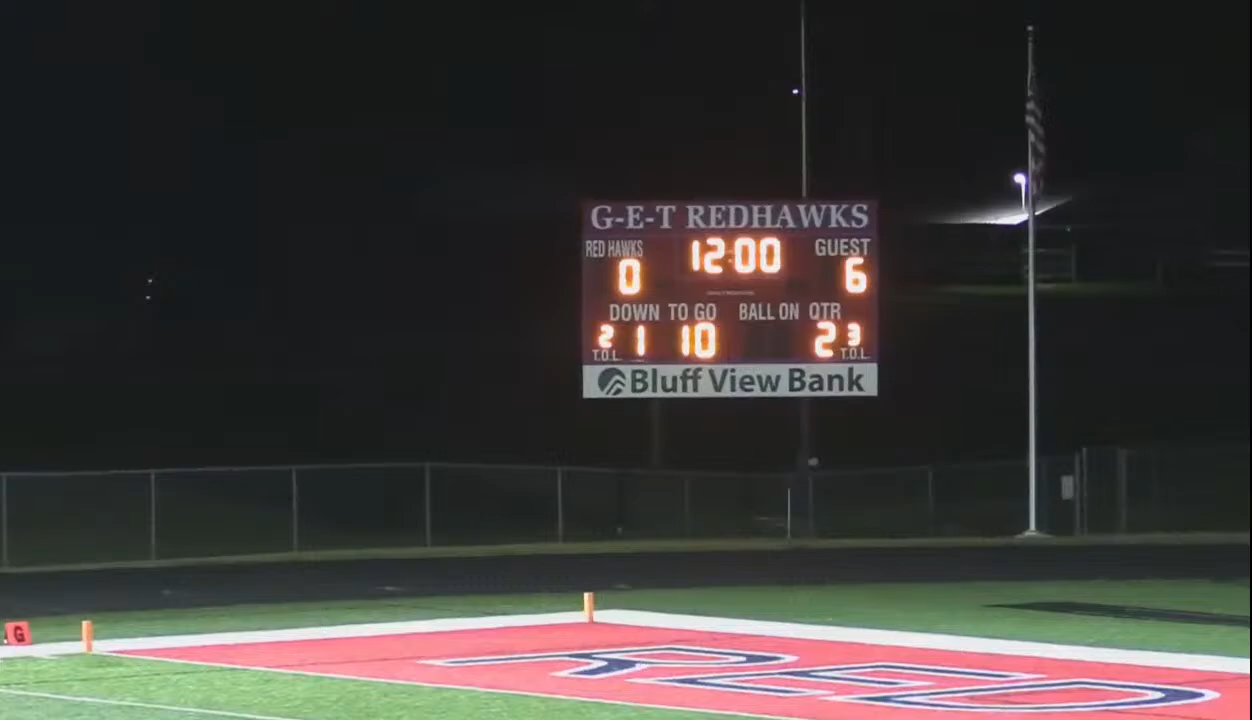 G-E-T REDHAWKS
RED HAWKS 12:00 GUEST
0 6
DOWN TO GO BALL ON QTR
2 1 10 2 3
T.O.L. T.O.L.
Bluff View Bank
G
RED